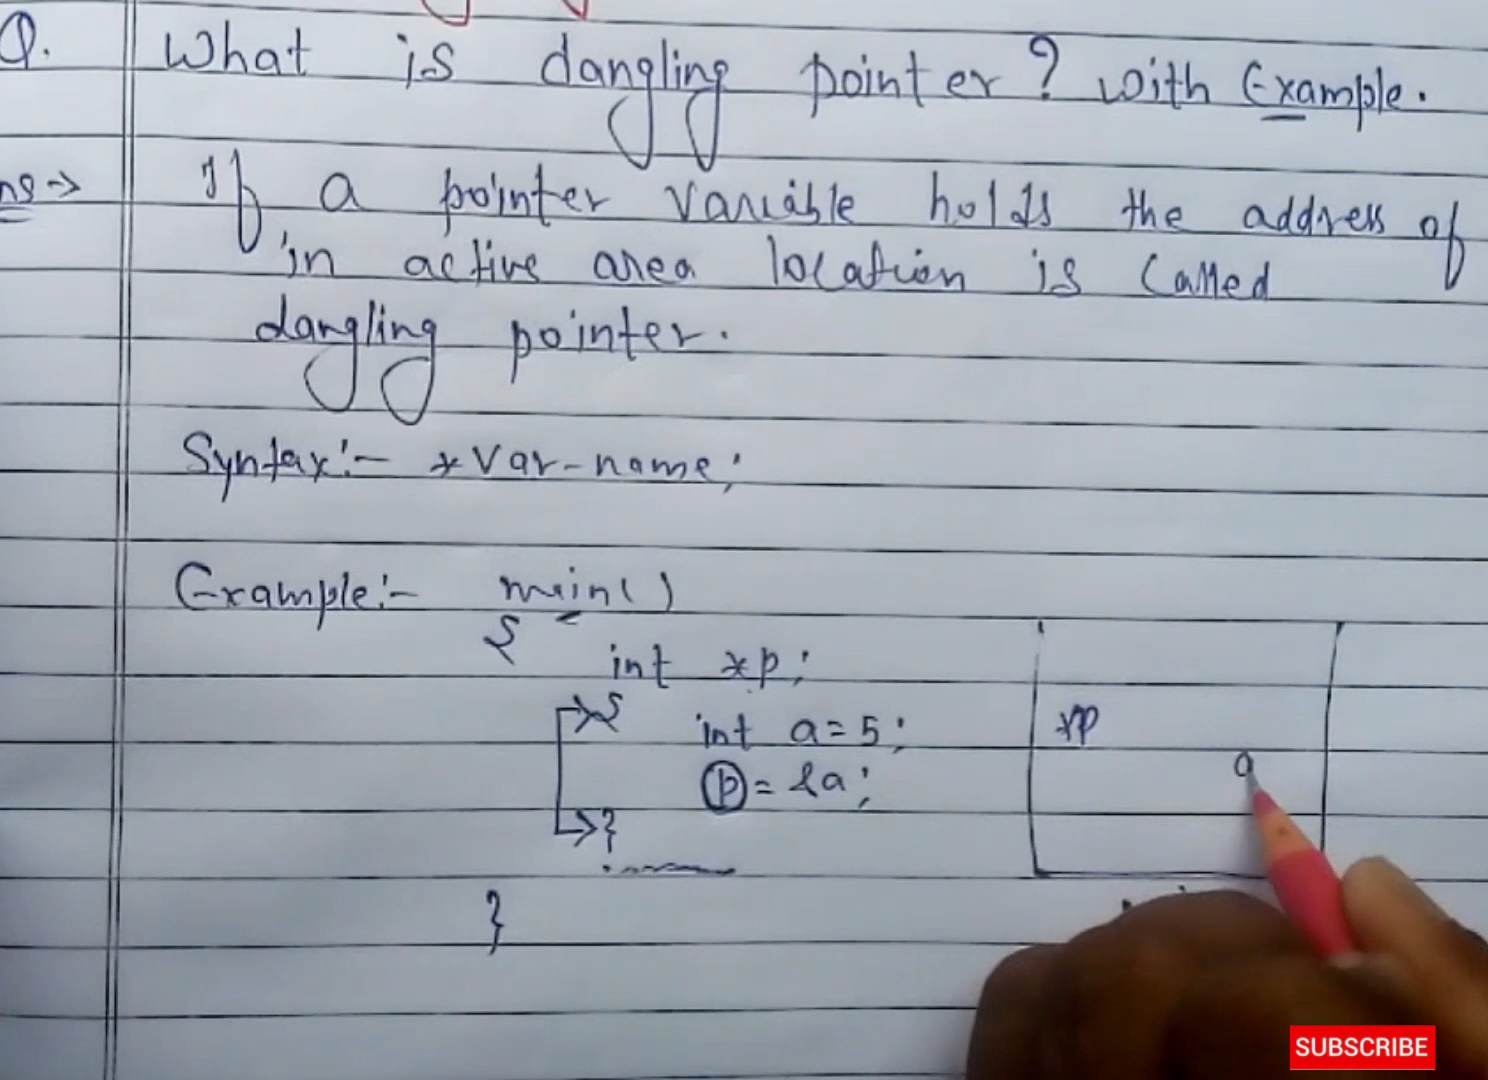 Q. What is dangling pointer? with Example.
ns→ If a pointer variable holds the address of
in active area location is called
dangling pointer.
Syntax:- *var-name;
Example:- main()
{
int *p;
{
int a=5;
p = &a;
}
}
*p
a
SUBSCRIBE